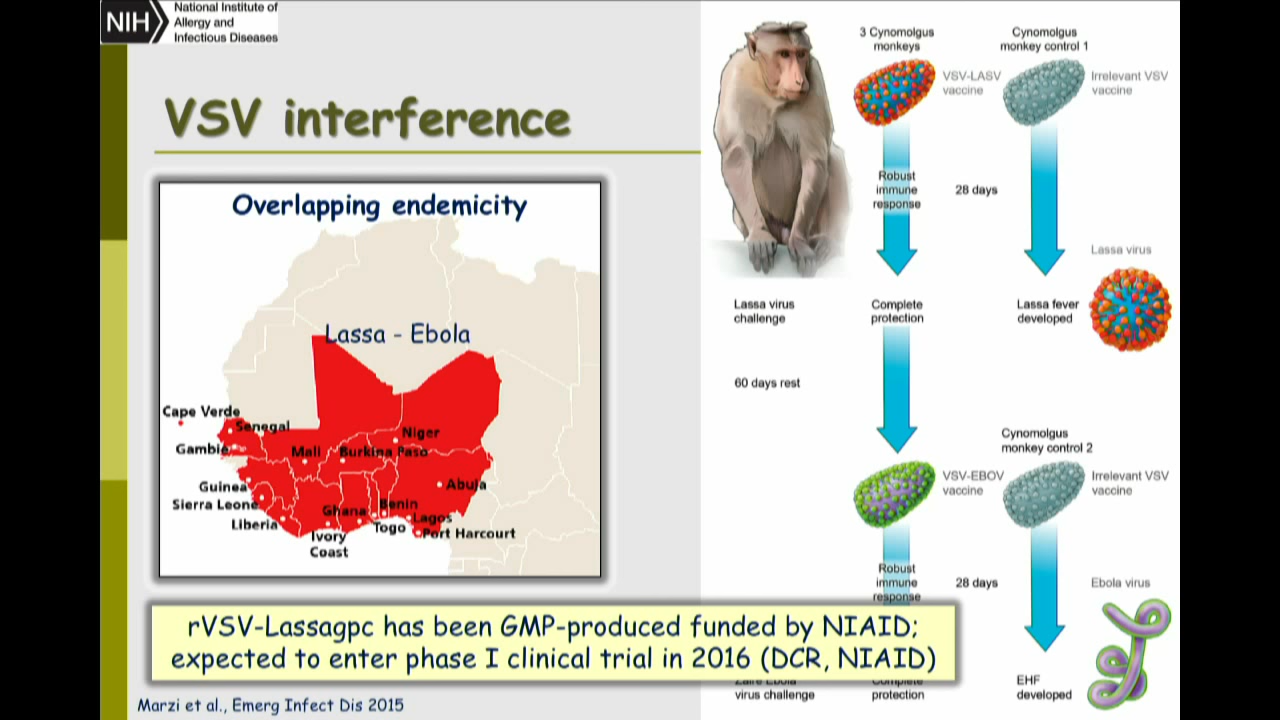 NIH
National Institute of
Allergy and
Infectious Diseases
VSV interference
Overlapping endemicity
Lassa - Ebola
Cape Verde
Senegal
Gambie
Mali
Burkina Faso
Niger
Guinea
Sierra Leone
Liberia
Ivory
Coast
Ghana
Togo
Benin
Lagos
Abuja
Port Harcourt
3 Cynomolgus
monkeys
Cynomolgus
monkey control 1
VSV-LASV
vaccine
Irrelevant VSV
vaccine
Robust
immune
response
28 days
Lassa virus
Lassa virus
challenge
Complete
protection
Lassa fever
developed
60 days rest
Cynomolgus
monkey control 2
VSV-EBOV
vaccine
Irrelevant VSV
vaccine
Robust
immune
response
28 days
Ebola virus
Zaire Ebola
virus challenge
Complete
protection
EHF
developed
rVSV-Lassagpc has been GMP-produced funded by NIAID;
expected to enter phase I clinical trial in 2016 (DCR, NIAID)
Marzi et al., Emerg Infect Dis 2015